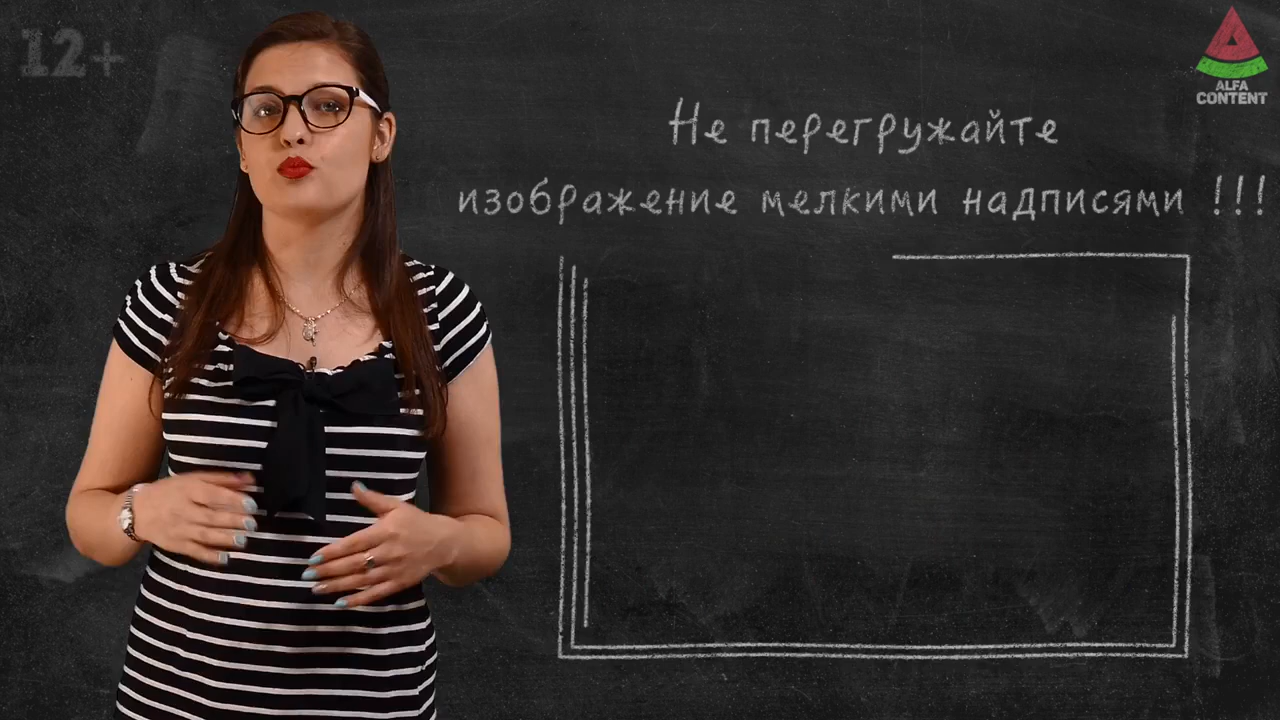 12+
ALFA
CONTENT
Не перегружайте
изображение мелкими надписями !!!